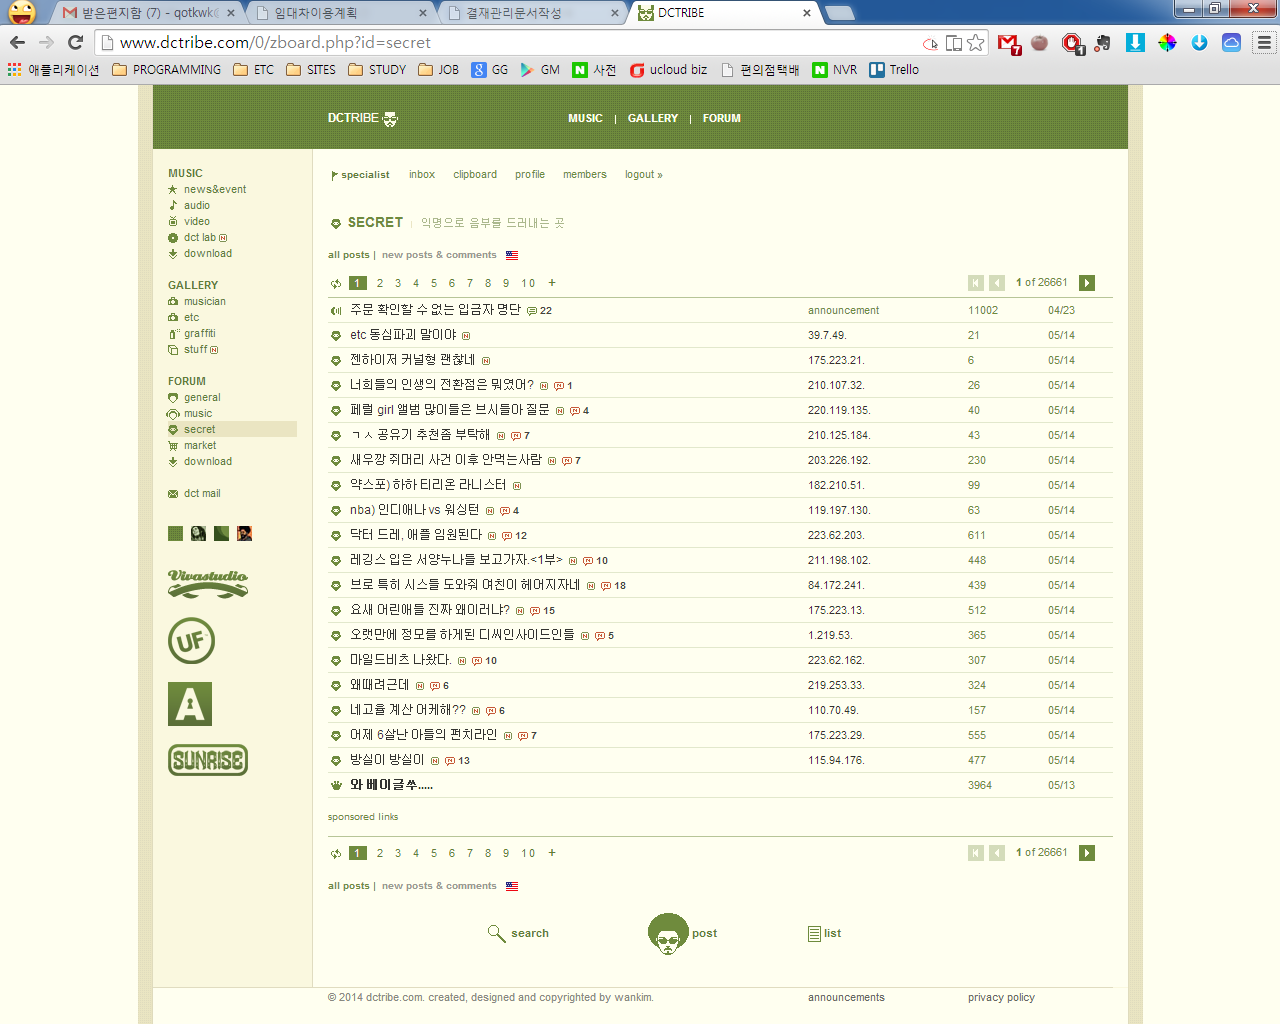 받은편지함 (7) - qotkwk
임대차이용계획
결재관리문서작성
DCTRIBE
www.dctribe.com/0/zboard.php?id=secret
7
1
애플리케이션 PROGRAMMING ETC SITES STUDY JOB GG GM 사전 ucloud biz 편의점택배 NVR Trello
DCTRIBE
MUSIC | GALLERY | FORUM
MUSIC
news&event
audio
video
dct lab N
download
GALLERY
musician
etc
graffiti
stuff N
FORUM
general
music
secret
market
download
dct mail
Vivastudio
UF
A
SUNRISE
specialist inbox clipboard profile members logout »
SECRET | 익명으로 음부를 드러내는 곳
all posts | new posts & comments
1 2 3 4 5 6 7 8 9 10 + 1 of 26661
주문 확인할 수 없는 입금자 명단 22 announcement 11002 04/23
etc 동심파괴 말이야 N 39.7.49. 21 05/14
젠하이저 커널형 괜찮네 N 175.223.21. 6 05/14
너희들의 인생의 전환점은 뭐였어? N 1 210.107.32. 26 05/14
페럴 girl 앨범 많이들은 브시들아 질문 N 4 220.119.135. 40 05/14
ㄱㅅ 공유기 추천좀 부탁해 N 7 210.125.184. 43 05/14
새우깡 쥐머리 사건 이후 안먹는사람 N 7 203.226.192. 230 05/14
약스포) 하하 티리온 라니스터 N 182.210.51. 99 05/14
nba) 인디애나 vs 워싱턴 N 4 119.197.130. 63 05/14
닥터 드레, 애플 임원된다 N 12 223.62.203. 611 05/14
레깅스 입은 서양누나들 보고가자.<1부> N 10 211.198.102. 448 05/14
브로 특히 시스들 도와줘 여친이 헤어지자네 N 18 84.172.241. 439 05/14
요새 어린애들 진짜 왜이러냐? N 15 175.223.13. 512 05/14
오랫만에 정모를 하게된 디씨인사이드인들 N 5 1.219.53. 365 05/14
마일드비츠 나왔다. N 10 223.62.162. 307 05/14
왜때려근데 N 6 219.253.33. 324 05/14
네고율 계산 어케해?? N 6 110.70.49. 157 05/14
어제 6살난 아들의 펀치라인 N 7 175.223.29. 555 05/14
방실이 방실이 N 13 115.94.176. 477 05/14
와 베이글쑤..... 3964 05/13
sponsored links
1 2 3 4 5 6 7 8 9 10 + 1 of 26661
all posts | new posts & comments
search post list
© 2014 dctribe.com. created, designed and copyrighted by wankim. announcements privacy policy